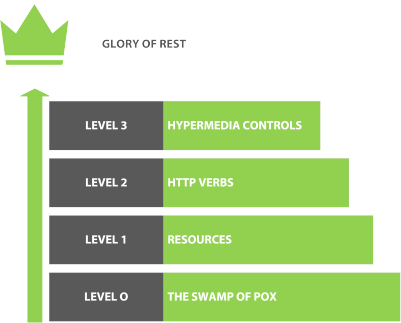 GLORY OF REST
LEVEL 3 HYPERMEDIA CONTROLS
LEVEL 2 HTTP VERBS
LEVEL 1 RESOURCES
LEVEL O THE SWAMP OF POX